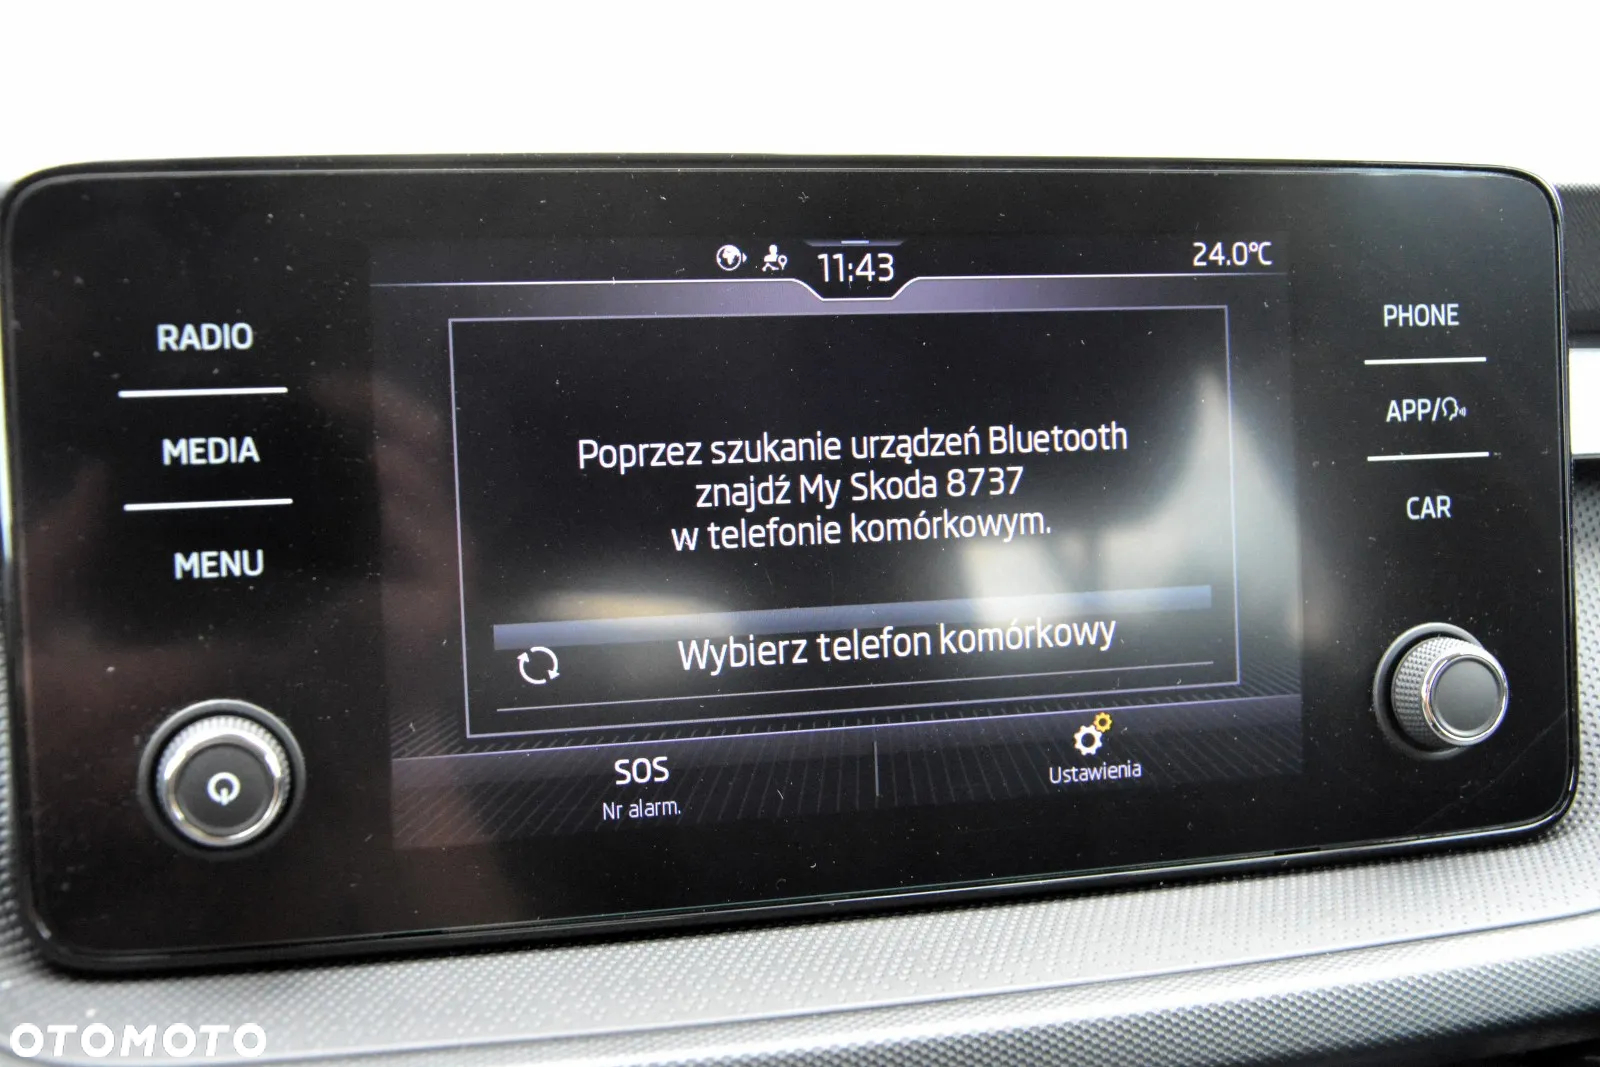 11:43
24.0°C
RADIO
MEDIA
MENU
Poprzez szukanie urządzeń Bluetooth
znajdź My Skoda 8737
w telefonie komórkowym.
Wybierz telefon komórkowy
SOS
Nr alarm.
Ustawienia
PHONE
APP/
CAR
OTOMOTO